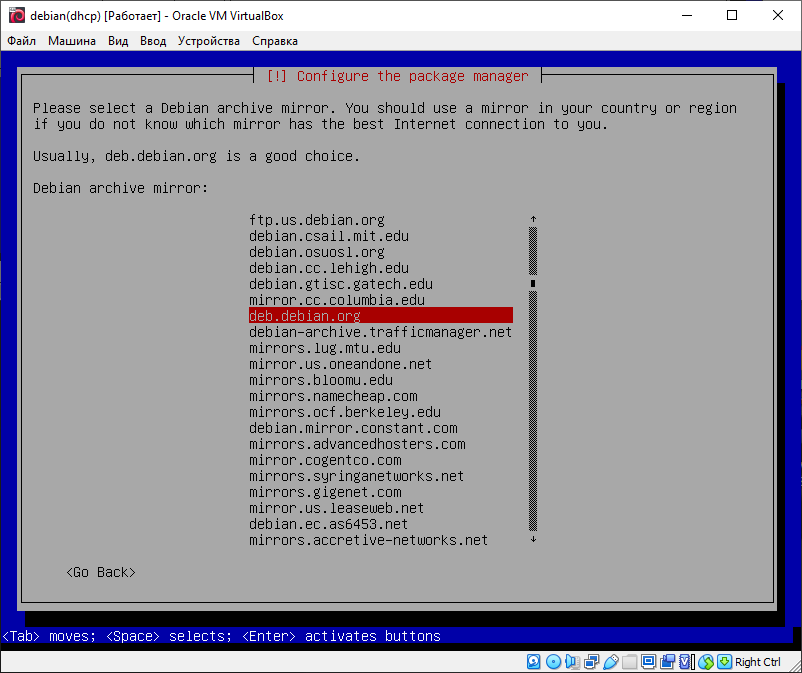 debian(dhcp) [Работает] - Oracle VM VirtualBox
Файл Машина Вид Ввод Устройства Справка
[!] Configure the package manager
Please select a Debian archive mirror. You should use a mirror in your country or region
if you do not know which mirror has the best Internet connection to you.
Usually, deb.debian.org is a good choice.
Debian archive mirror:
ftp.us.debian.org
debian.csail.mit.edu
debian.osuosl.org
debian.cc.lehigh.edu
debian.gtisc.gatech.edu
mirror.cc.columbia.edu
deb.debian.org
debian-archive.trafficmanager.net
mirrors.lug.mtu.edu
mirror.us.oneandone.net
mirrors.bloomu.edu
mirrors.namecheap.com
mirrors.ocf.berkeley.edu
debian.mirror.constant.com
mirrors.advancedhosters.com
mirror.cogentco.com
mirrors.syringanetworks.net
mirrors.gigenet.com
mirror.us.leaseweb.net
debian.ec.as6453.net
mirrors.accretive-networks.net
<Go Back>
<Tab> moves; <Space> selects; <Enter> activates buttons
Right Ctrl